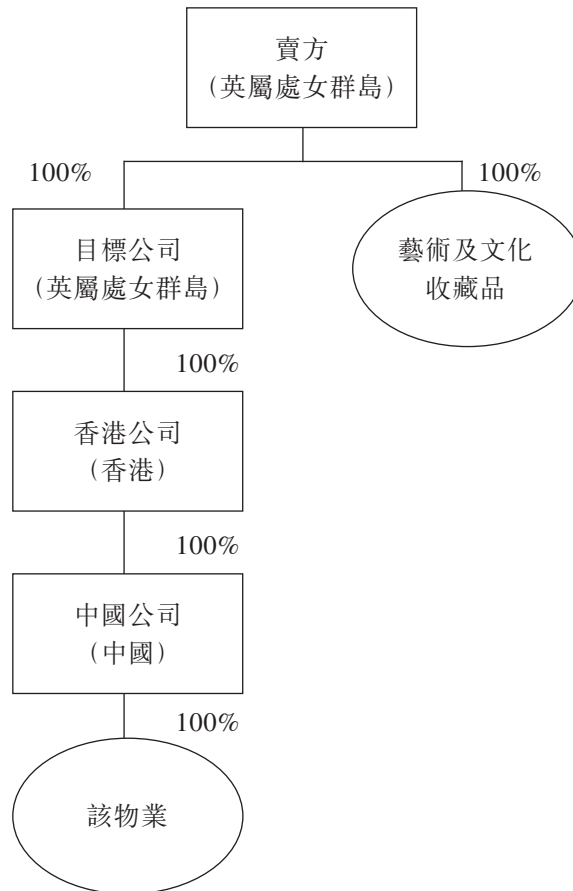 賣方
(英屬處女群島)
100%
100%
目標公司
(英屬處女群島)
藝術及文化
收藏品
100%
香港公司
(香港)
100%
中國公司
(中國)
100%
該物業